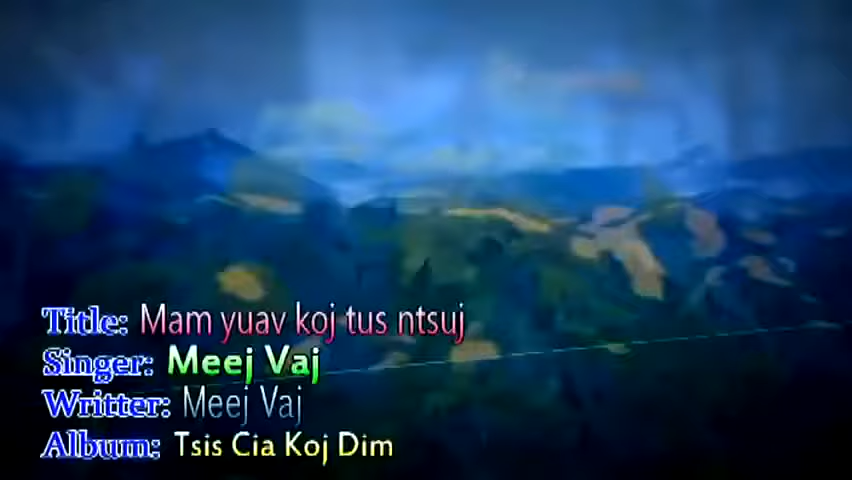 Title: Mam yuav koj tus ntsuj
Singer: Meej Vaj
Writter: Meej Vaj
Album: Tsis Cia Koj Dim